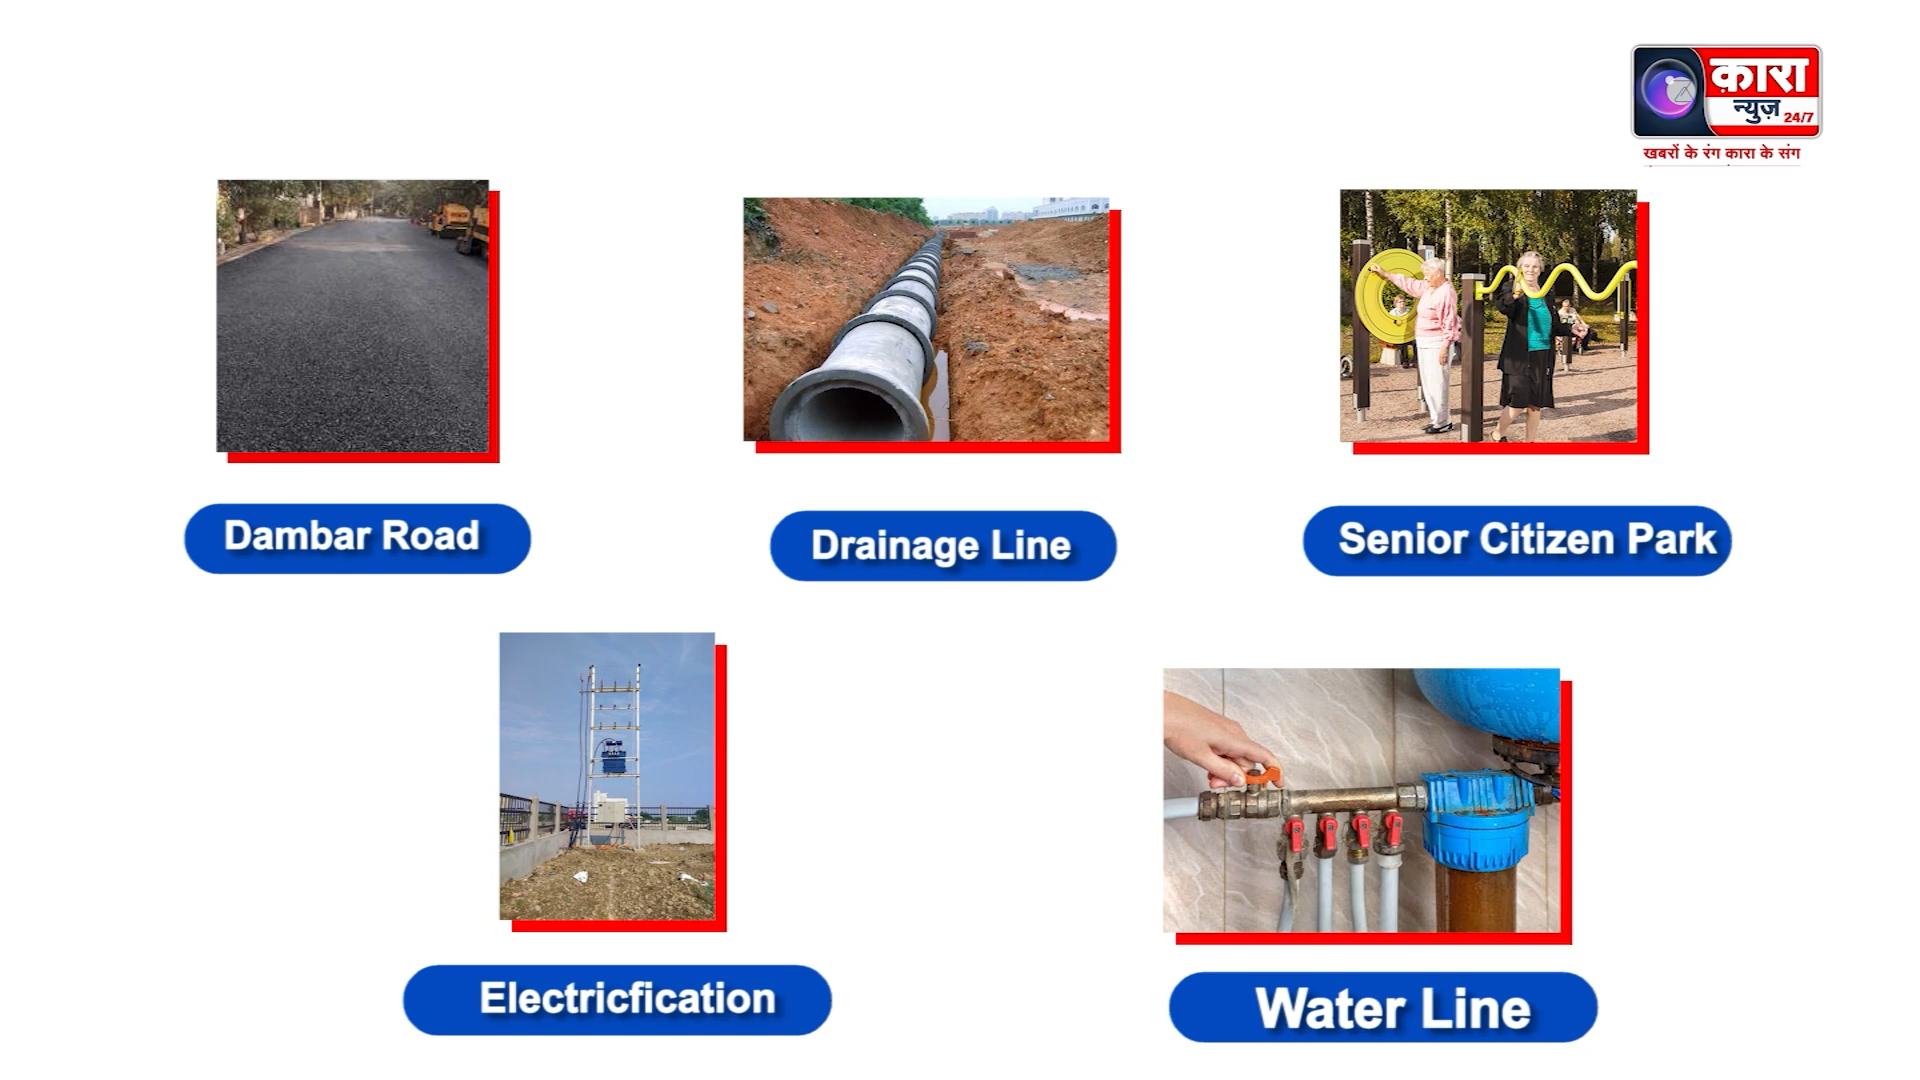 क़ारा
न्युज़ 24/7
खबरों के रंग कारा के संग
Dambar Road
Drainage Line
Senior Citizen Park
Electricfication
Water Line